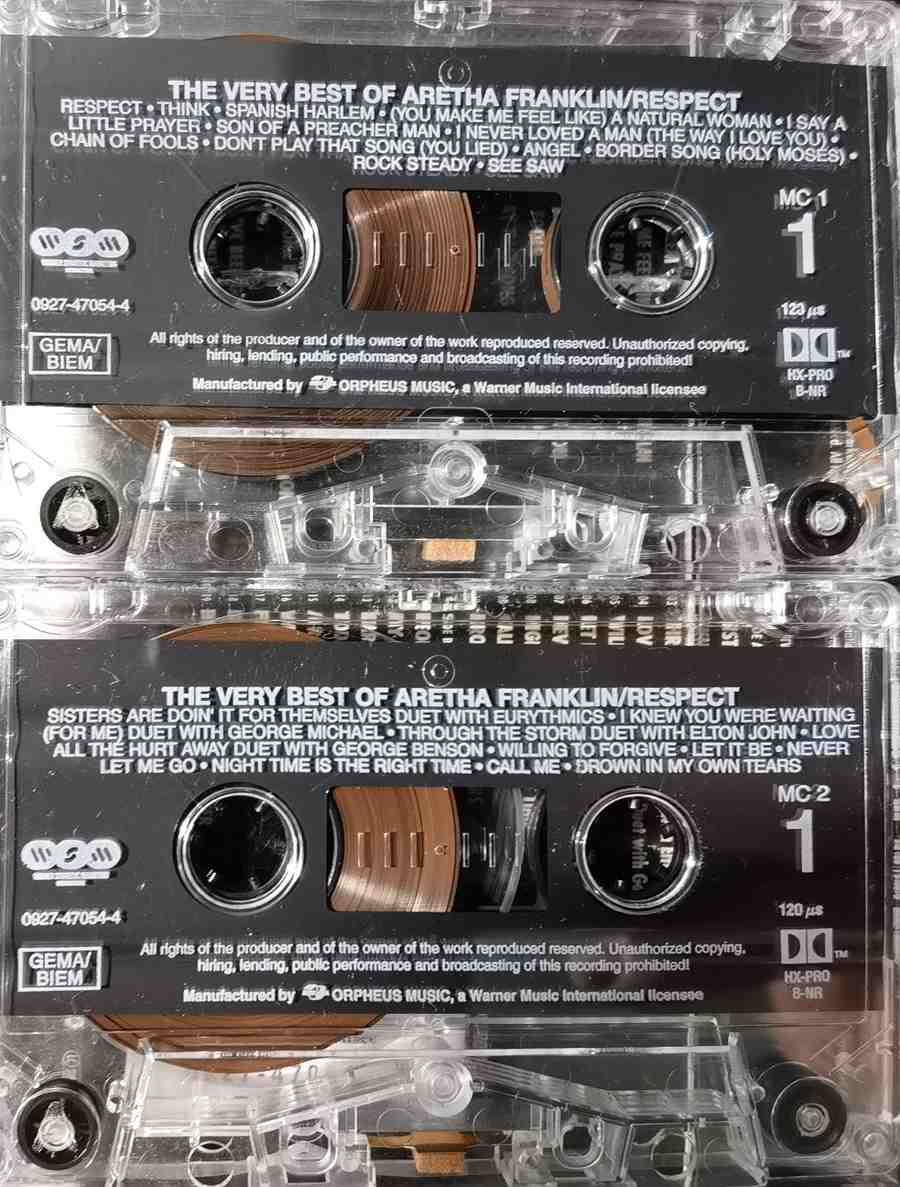 THE VERY BEST OF ARETHA FRANKLIN/RESPECT
RESPECT • THINK • SPANISH HARLEM • (YOU MAKE ME FEEL LIKE) A NATURAL WOMAN • I SAY A
LITTLE PRAYER • SON OF A PREACHER MAN • I NEVER LOVED A MAN (THE WAY I LOVE YOU) •
CHAIN OF FOOLS • DON'T PLAY THAT SONG (YOU LIED) • ANGEL • BORDER SONG (HOLY MOSES) •
ROCK STEADY • SEE SAW
MC 1
1
0927-47054-4
120 µs
GEMA/
BIEM
HX-PRO
B-NR
All rights of the producer and of the owner of the work reproduced reserved. Unauthorized copying,
hiring, lending, public performance and broadcasting of this recording prohibited!
Manufactured by ORPHEUS MUSIC, a Warner Music International licensee
THE VERY BEST OF ARETHA FRANKLIN/RESPECT
SISTERS ARE DOIN' IT FOR THEMSELVES DUET WITH EURYTHMICS • I KNEW YOU WERE WAITING
(FOR ME) DUET WITH GEORGE MICHAEL • THROUGH THE STORM DUET WITH ELTON JOHN • LOVE
ALL THE HURT AWAY DUET WITH GEORGE BENSON • WILLING TO FORGIVE • LET IT BE • NEVER
LET ME GO • NIGHT TIME IS THE RIGHT TIME • CALL ME • DROWN IN MY OWN TEARS
MC 2
1
0927-47054-4
120 µs
GEMA/
BIEM
TM
HX-PRO
B-NR
All rights of the producer and of the owner of the work reproduced reserved. Unauthorized copying,
hiring, lending, public performance and broadcasting of this recording prohibited!
Manufactured by ORPHEUS MUSIC, a Warner Music International licensee